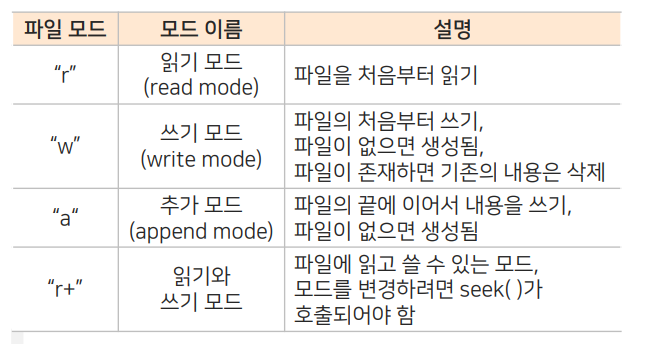 파일 모드 모드 이름 설명
“r” 읽기 모드 (read mode) 파일을 처음부터 읽기
“w” 쓰기 모드 (write mode) 파일의 처음부터 쓰기,
파일이 없으면 생성됨,
파일이 존재하면 기존의 내용은 삭제
“a“ 추가 모드 (append mode) 파일의 끝에 이어서 내용을 쓰기,
파일이 없으면 생성됨
“r+” 읽기와 쓰기 모드 파일에 읽고 쓸 수 있는 모드,
모드를 변경하려면 seek( )가
호출되어야 함